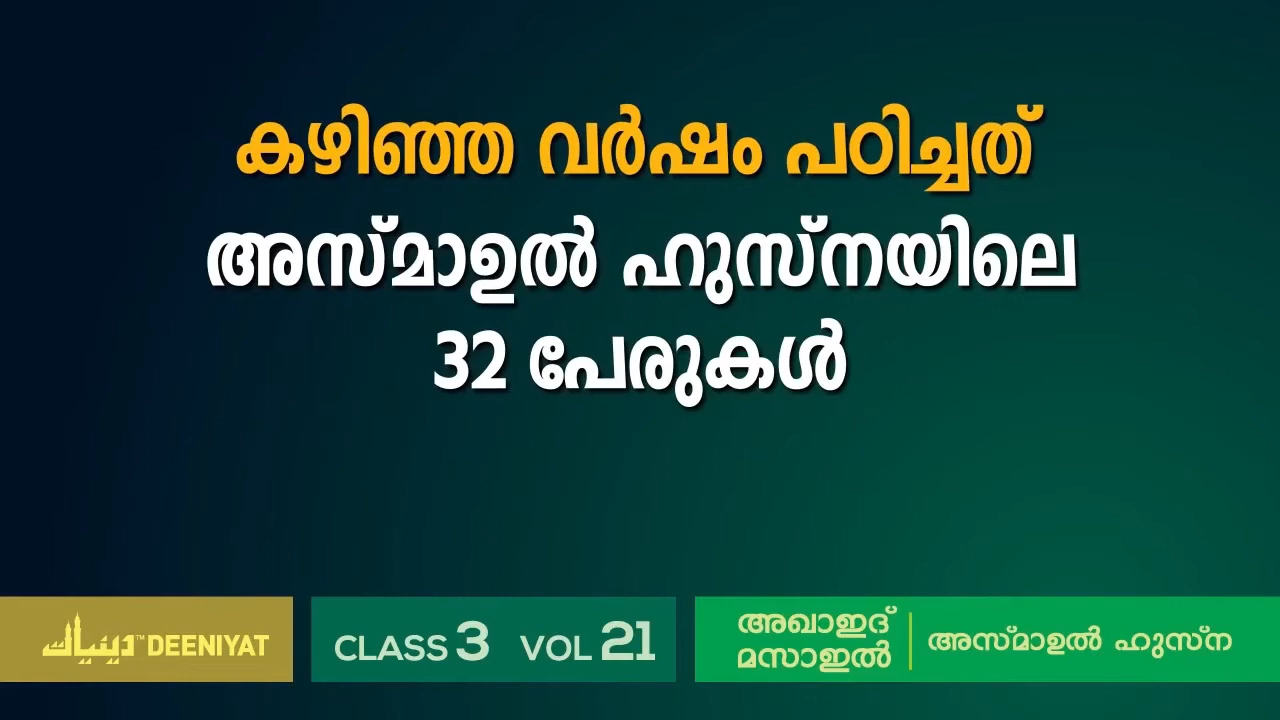 കഴിഞ്ഞ വർഷം പഠിച്ചത്
അസ്മാഉൽ ഹുസ്നയിലെ
32 പേരുകൾ
دينيات™ DEENIYAT
CLASS 3 VOL 21
അഖാഇദ്
മസാഇൽ
അസ്മാഉൽ ഹുസ്ന